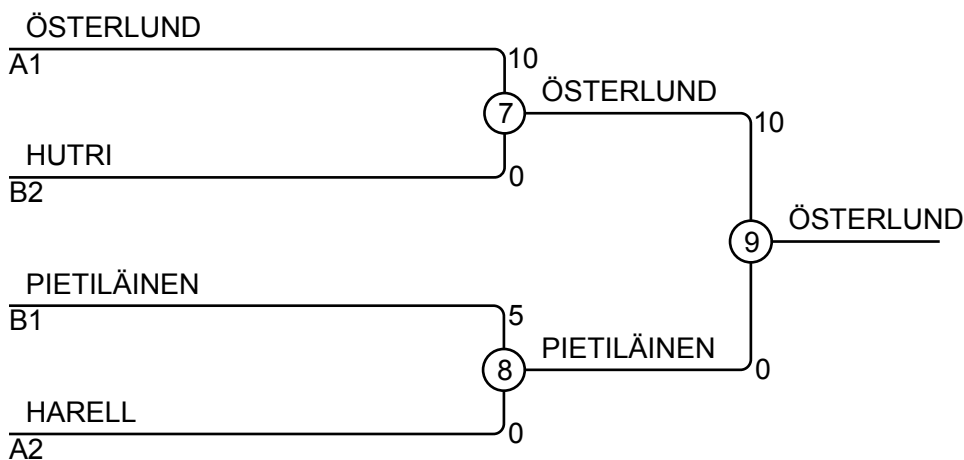 ÖSTERLUND
A1
10
7
ÖSTERLUND
10
HUTRI
B2
0
9
ÖSTERLUND
PIETILÄINEN
B1
5
8
PIETILÄINEN
0
HARELL
A2
0